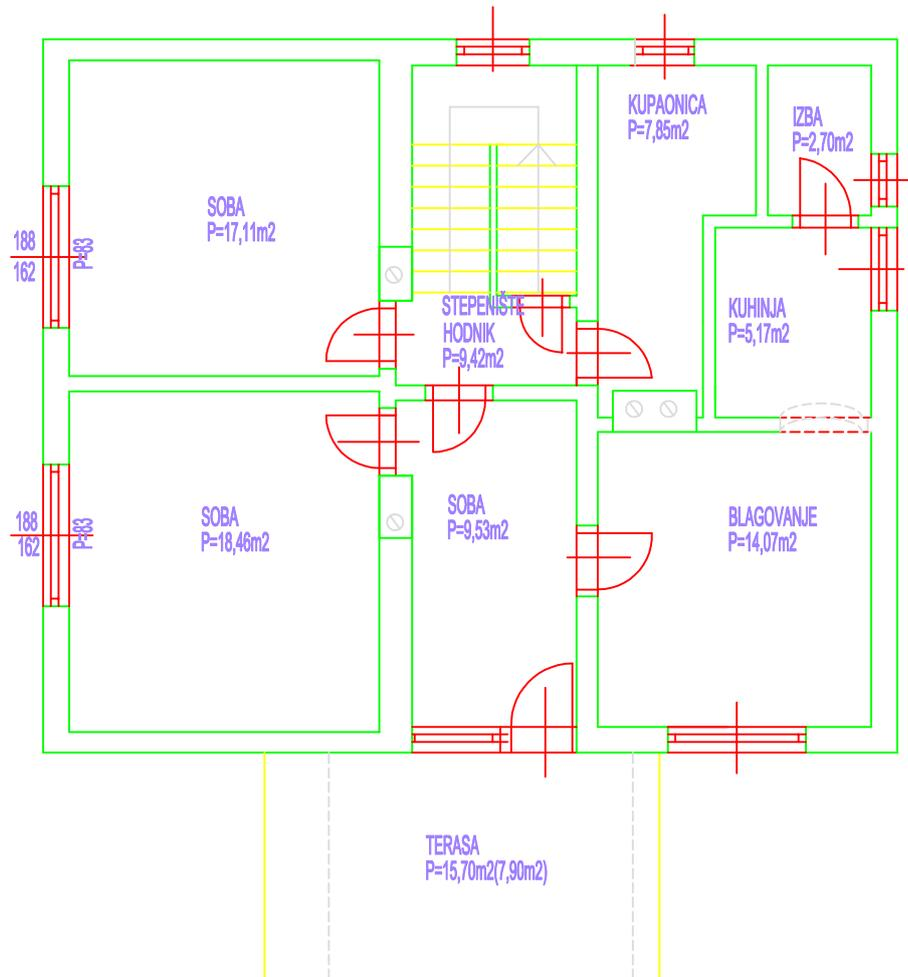 KUPAONICA
P=7,85m2
IZBA
P=2,70m2
SOBA
P=17,11m2
188
162
P=83
STEPENIŠTE
HODNIK
P=9,42m2
KUHINJA
P=5,17m2
SOBA
P=18,46m2
188
162
P=83
SOBA
P=9,53m2
BLAGOVANJE
P=14,07m2
TERASA
P=15,70m2(7,90m2)